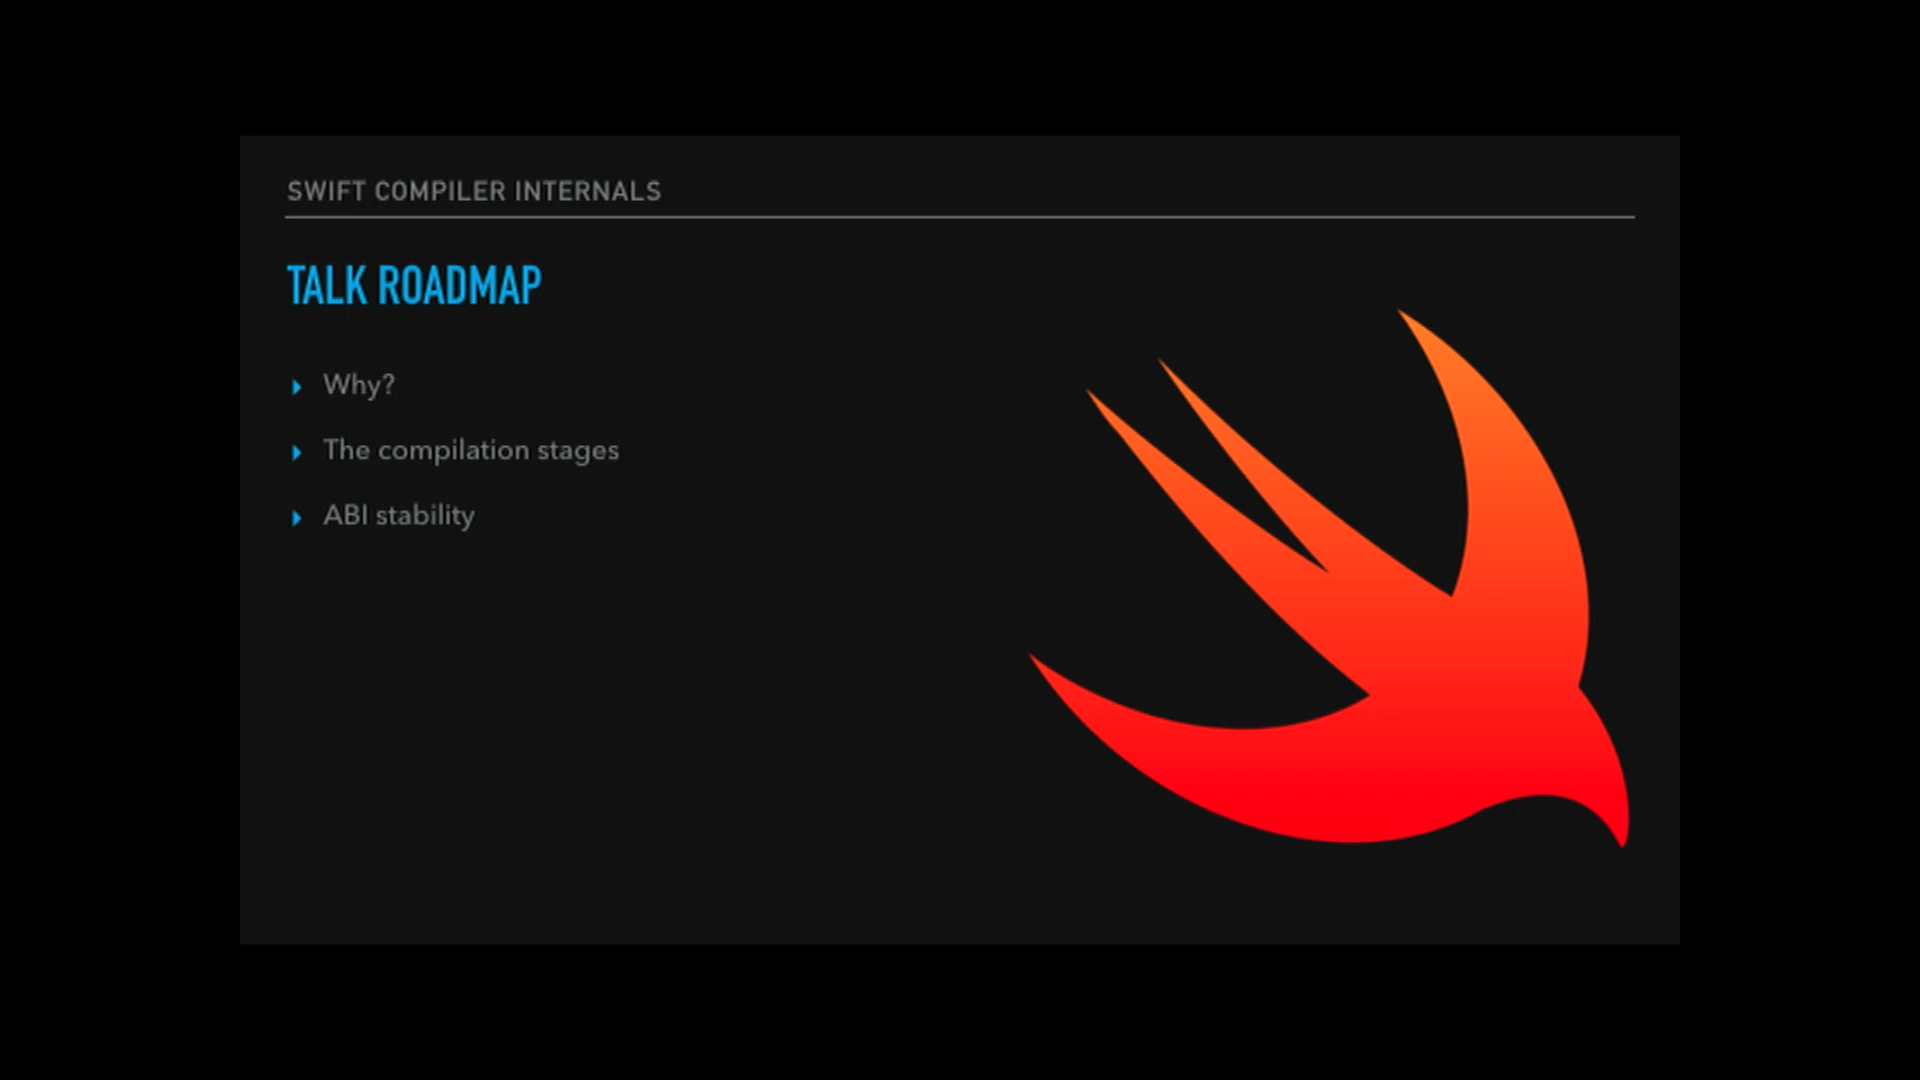 SWIFT COMPILER INTERNALS
TALK ROADMAP
Why?
The compilation stages
ABI stability